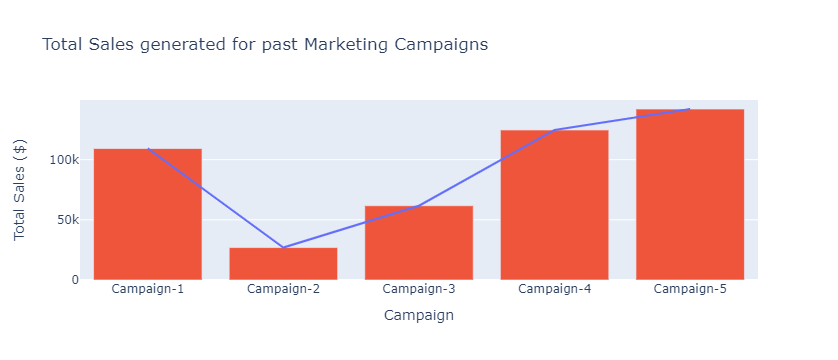 Total Sales generated for past Marketing Campaigns
Total Sales ($)
100k
50k
0
Campaign-1 Campaign-2 Campaign-3 Campaign-4 Campaign-5
Campaign